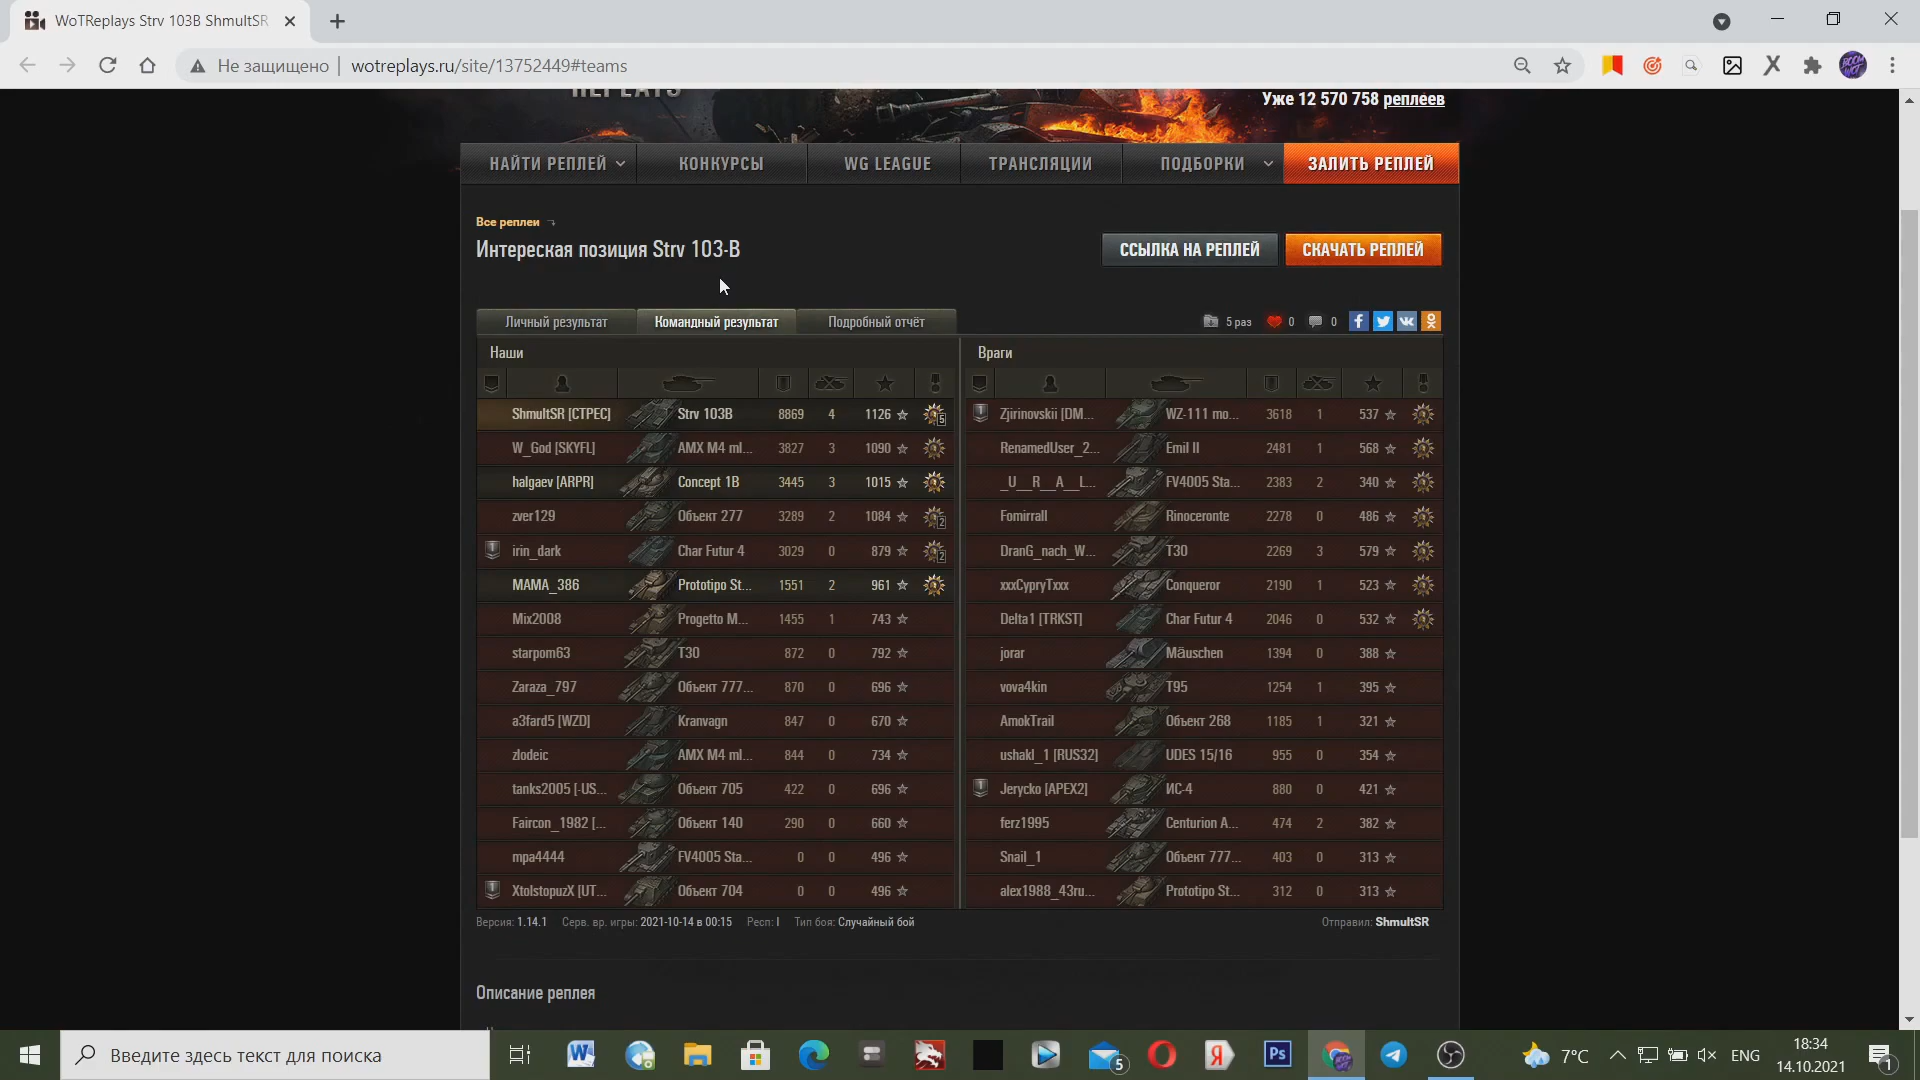 WoTReplays Strv 103B ShmultSR
Не защищено
wotreplays.ru/site/13752449#teams
REPLAYS
Уже 12 570 758 реплеев
НАЙТИ РЕПЛЕЙ
КОНКУРСЫ
WG LEAGUE
ТРАНСЛЯЦИИ
ПОДБОРКИ
ЗАЛИТЬ РЕПЛЕЙ
Все реплеи
Интереская позиция Strv 103-B
ССЫЛКА НА РЕПЛЕЙ
СКАЧАТЬ РЕПЛЕЙ
Личный результат
Командный результат
Подробный отчёт
5 раз
0
0
Наши
ShmultSR [CTPEC] Strv 103B 8869 4 1126 5
W_God [SKYFL] AMX M4 ml... 3827 3 1090
halgaev [ARPR] Concept 1B 3445 3 1015
zver129 Объект 277 3289 2 1084 2
irin_dark Char Futur 4 3029 0 879 2
MAMA_386 Prototipo St... 1551 2 961
Mix2008 Progetto M... 1455 1 743
starpom63 T30 872 0 792
Zaraza_797 Объект 777... 870 0 696
a3fard5 [WZD] Kranvagn 847 0 670
zlodeic AMX M4 ml... 844 0 734
tanks2005 [-US... Объект 705 422 0 696
Faircon_1982 [... Объект 140 290 0 660
mpa4444 FV4005 Sta... 0 0 496
XtolstopuzX [UT... Объект 704 0 0 496
Враги
Zjirinovskii [DM... WZ-111 mo... 3618 1 537
RenamedUser_2... Emil II 2481 1 568
_U__R__A__L... FV4005 Sta... 2383 2 340
Fomirrall Rinoceronte 2278 0 486
DranG_nach_W... T30 2269 3 579
xxxCypryTxxx Conqueror 2190 1 523
Delta1 [TRKST] Char Futur 4 2046 0 532
jorar Mäuschen 1394 0 388
vova4kin T95 1254 1 395
AmokTrail Объект 268 1185 1 321
ushakl_1 [RUS32] UDES 15/16 955 0 354
Jerycko [APEX2] ИС-4 880 0 421
ferz1995 Centurion A... 474 2 382
Snail_1 Объект 777... 403 0 313
alex1988_43ru... Prototipo St... 312 0 313
Версия: 1.14.1 Серв. вр. игры: 2021-10-14 в 00:15 Респ: I Тип боя: Случайный бой
Отправил: ShmultSR
Описание реплея
Введите здесь текст для поиска
5
Ps
7°C
ENG
18:34
14.10.2021
1